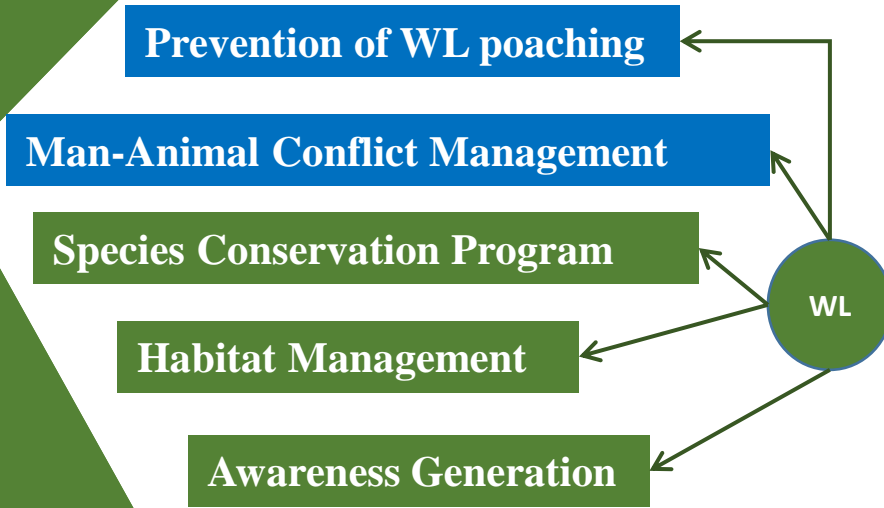 Prevention of WL poaching
Man-Animal Conflict Management
Species Conservation Program
WL
Habitat Management
Awareness Generation